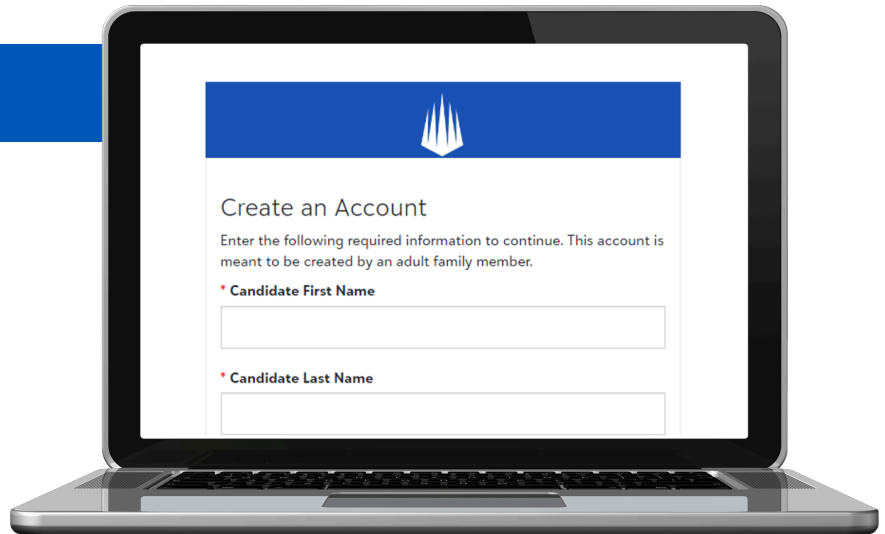 Create an Account
Enter the following required information to continue. This account is
meant to be created by an adult family member.
* Candidate First Name
* Candidate Last Name